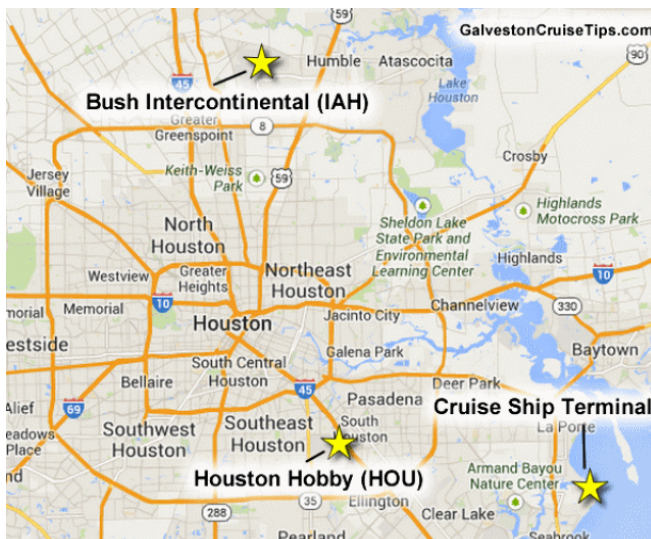 59
GalvestonCruiseTips.com
90
45
Humble
Atascocita
Lake
Houston
Bush Intercontinental (IAH)
Greater
Greenspoint
8
Jersey
Village
Keith-Weiss
Park
59
Crosby
Sheldon Lake
State Park and
Environmental
Learning Center
Highlands
Motocross Park
North
Houston
Highlands
Westview
Greater
Heights
Northeast
Houston
10
10
Channelview
330
morial
Memorial
Houston
Jacinto City
estside
Galena Park
Baytown
South Central
Houston
Bellaire
45
Deer Park
Alief
69
Pasadena
Cruise Ship Terminal
La Porte
eadows
Place
Southwest
Houston
Southeast
Houston
South
Houston
Houston Hobby (HOU)
Armand Bayou
Nature Center
nd
35
Ellington
288
Clear Lake
Pearland
Seabrook